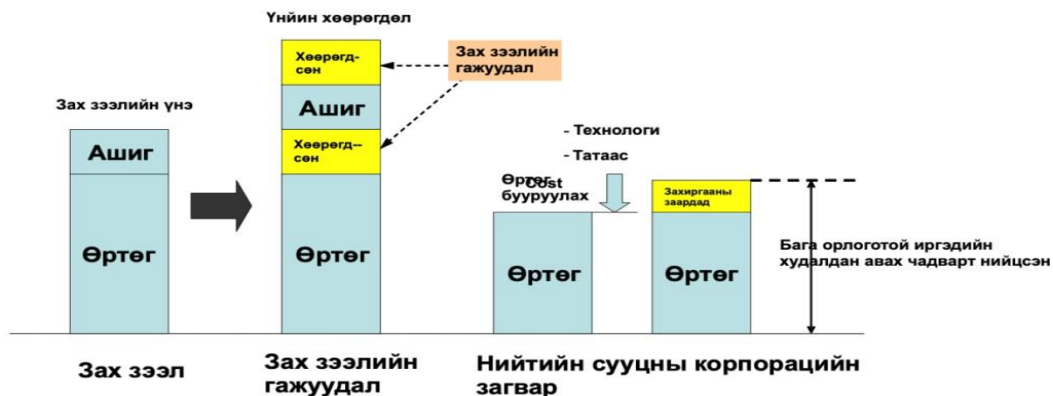 Үнийн хөөрөгдөл
Хөөрөгд-
сөн
Зах зээлийн
гажуудал
Зах зээлийн үнэ
Ашиг
Ашиг
Хөөрөгд--
сөн
- Технологи
- Татаас
Өртөг
Cost
бууруулах
Захиргааны
заардад
Өртөг
Өртөг
Өртөг
Өртөг
Бага орлоготой иргэдийн
худалдан авах чадварт нийцсэн
Зах зээл
Зах зээлийн
гажуудал
Нийтийн сууцны корпорацийн
загвар